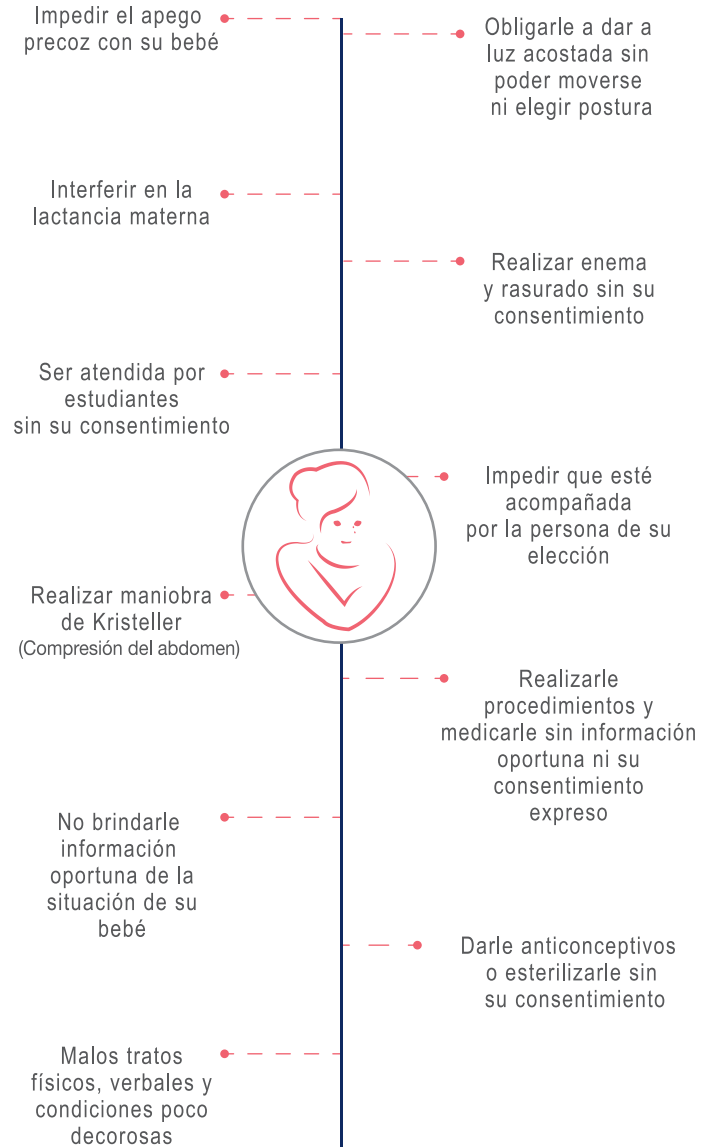 Impedir el apego
precoz con su bebé
Obligarle a dar a
luz acostada sin
poder moverse
ni elegir postura
Interferir en la
lactancia materna
Realizar enema
y rasurado sin su
consentimiento
Ser atendida por
estudiantes
sin su consentimiento
Impedir que esté
acompañada
por la persona de su
elección
Realizar maniobra
de Kristeller
(Compresión del abdomen)
Realizarle
procedimientos y
medicarle sin información
oportuna ni su
consentimiento
expreso
No brindarle
información
oportuna de la
situación de su
bebé
Darle anticonceptivos
o esterilizarle sin
su consentimiento
Malos tratos
físicos, verbales y
condiciones poco
decorosas